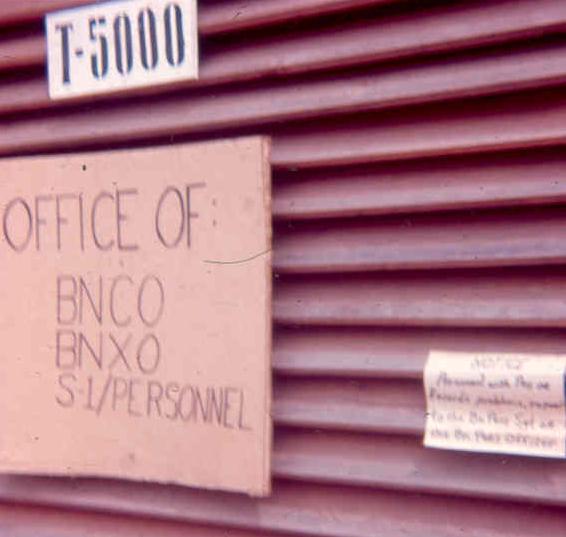 T-5000
OFFICE OF:
BNCO
BNXO
S-1/PERSONNEL
NOTICE
Personnel with Pay or
Records problems, report
to the Bn Pers Sgt or
the Bn Pers Officer